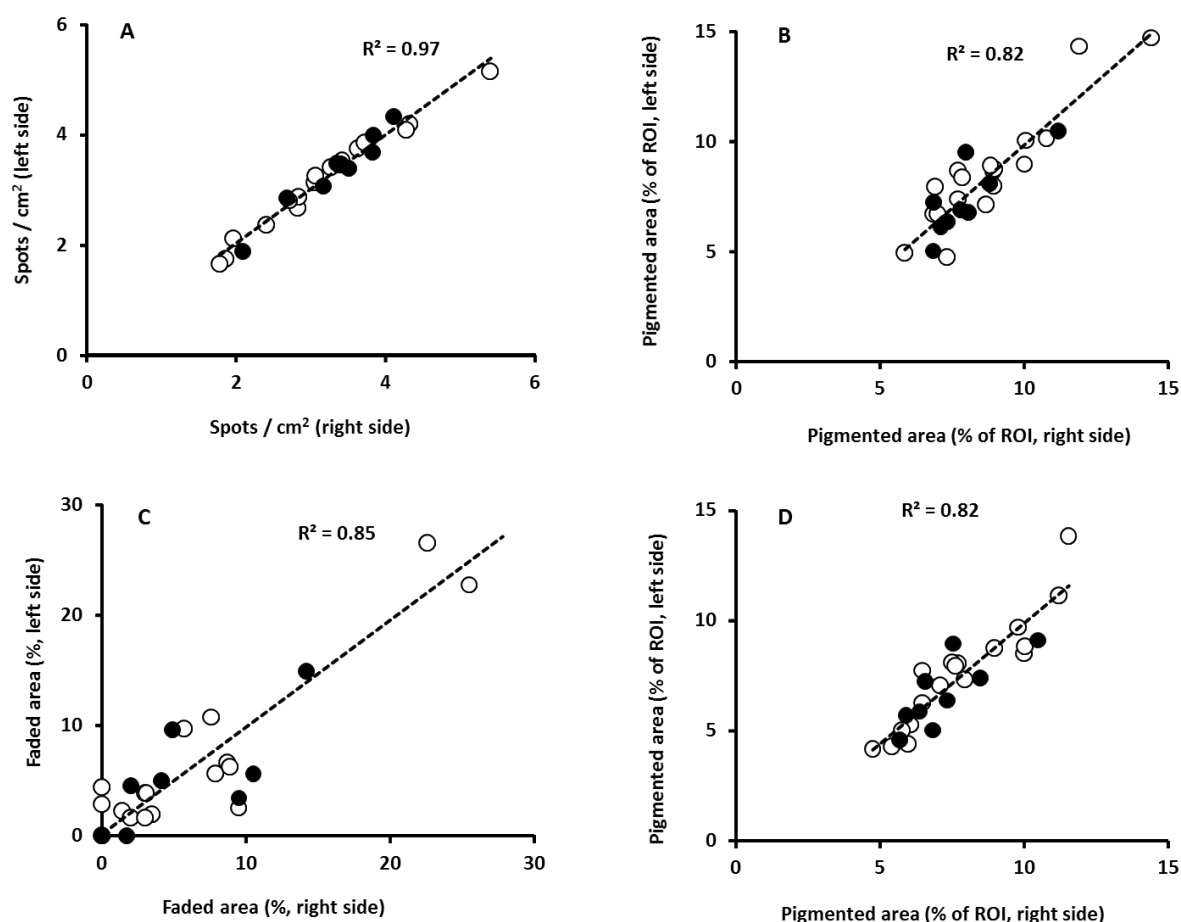 A
R² = 0.97
6
4
2
0
0 2 4 6
Spots / cm² (left side)
Spots / cm² (right side)
B
R² = 0.82
15
10
5
0
0 5 10 15
Pigmented area (% of ROI, left side)
Pigmented area (% of ROI, right side)
C
R² = 0.85
30
20
10
0
0 10 20 30
Faded area (%, left side)
Faded area (%, right side)
D
R² = 0.82
15
10
5
0
0 5 10 15
Pigmented area (% of ROI, left side)
Pigmented area (% of ROI, right side)